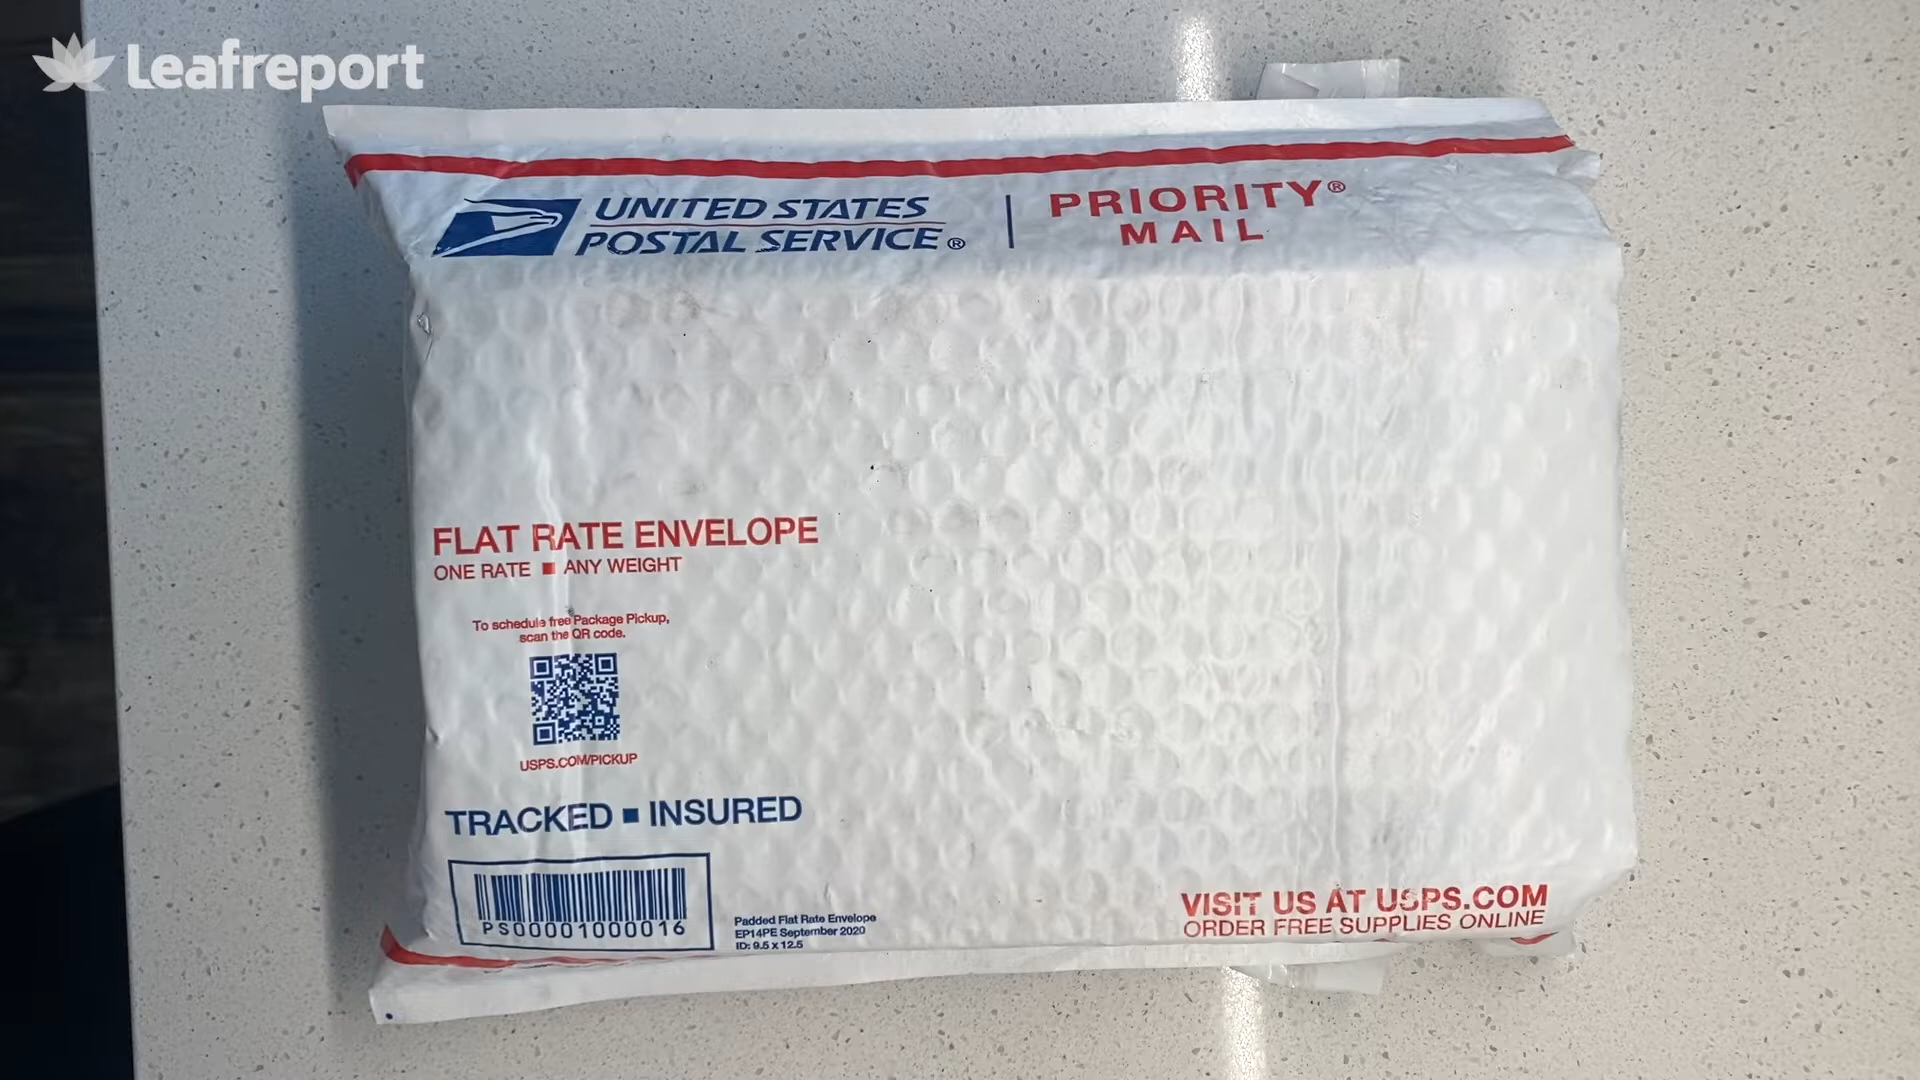 Leafreport
UNITED STATES
POSTAL SERVICE®
PRIORITY®
MAIL
FLAT RATE ENVELOPE
ONE RATE ■ ANY WEIGHT
To schedule free Package Pickup,
scan the QR code.
USPS.COM/PICKUP
TRACKED ■ INSURED
PS00001000016
Padded Flat Rate Envelope
EP14PE September 2020
ID: 9.5 x 12.5
VISIT US AT USPS.COM
ORDER FREE SUPPLIES ONLINE